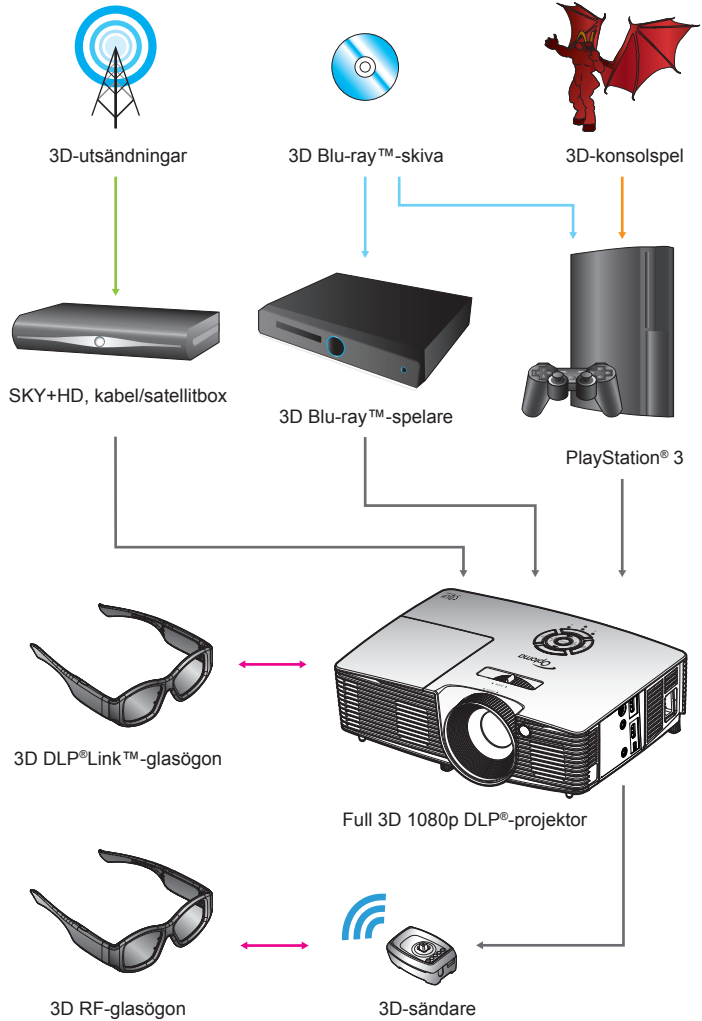 3D-utsändningar
3D Blu-ray™-skiva
3D-konsolspel
SKY+HD, kabel/satellitbox
3D Blu-ray™-spelare
PlayStation® 3
Optoma
3D DLP®Link™-glasögon
Full 3D 1080p DLP®-projektor
3D RF-glasögon
3D-sändare